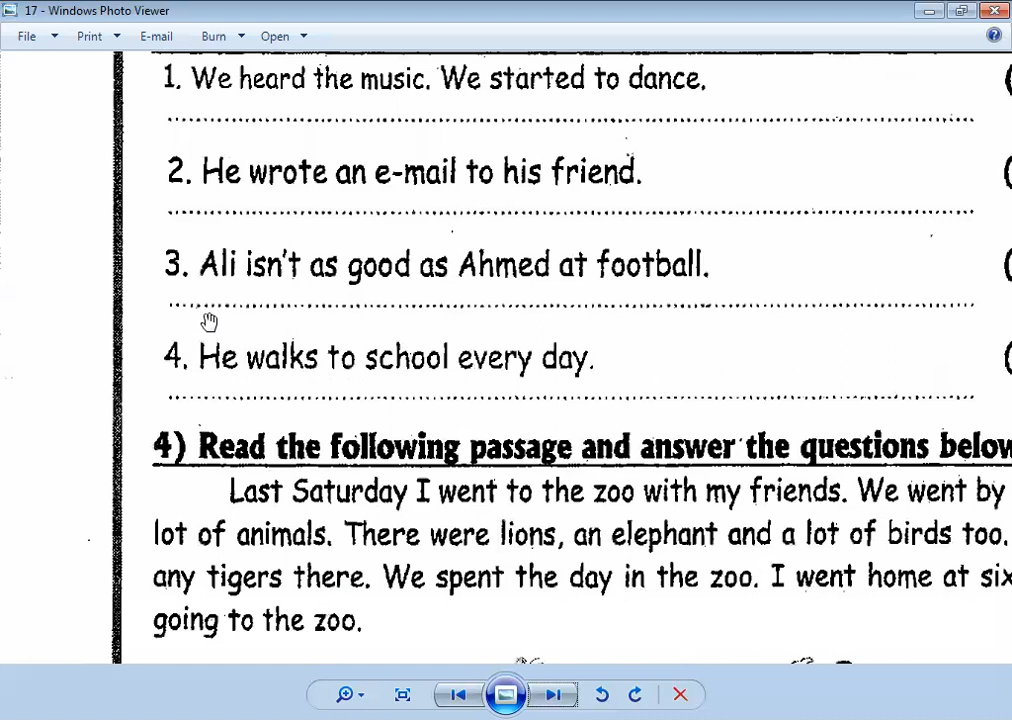 17 - Windows Photo Viewer
File Print E-mail Burn Open
1. We heard the music. We started to dance.
2. He wrote an e-mail to his friend.
3. Ali isn't as good as Ahmed at football.
4. He walks to school every day.
4) Read the following passage and answer the questions below
Last Saturday I went to the zoo with my friends. We went by
lot of animals. There were lions, an elephant and a lot of birds too.
any tigers there. We spent the day in the zoo. I went home at six
going to the zoo.